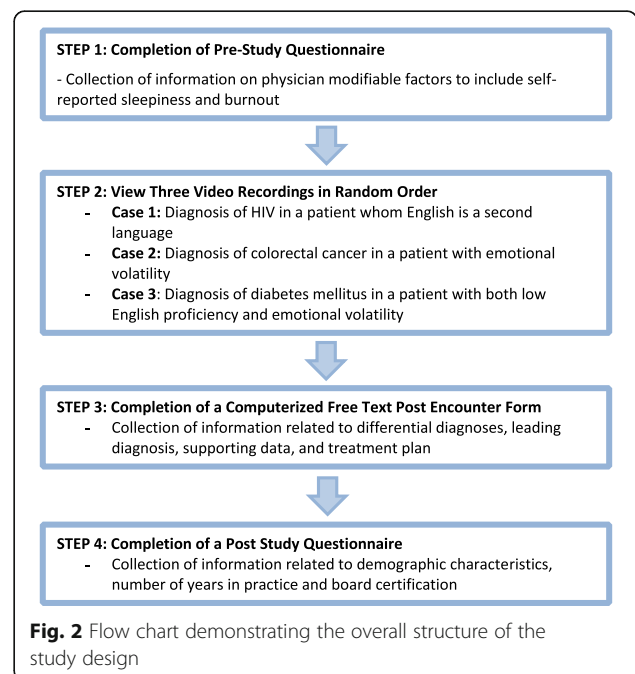 STEP 1: Completion of Pre-Study Questionnaire
- Collection of information on physician modifiable factors to include self-
reported sleepiness and burnout
STEP 2: View Three Video Recordings in Random Order
- Case 1: Diagnosis of HIV in a patient whom English is a second
language
- Case 2: Diagnosis of colorectal cancer in a patient with emotional
volatility
- Case 3: Diagnosis of diabetes mellitus in a patient with both low
English proficiency and emotional volatility
STEP 3: Completion of a Computerized Free Text Post Encounter Form
- Collection of information related to differential diagnoses, leading
diagnosis, supporting data, and treatment plan
STEP 4: Completion of a Post Study Questionnaire
- Collection of information related to demographic characteristics,
number of years in practice and board certification
Fig. 2 Flow chart demonstrating the overall structure of the
study design